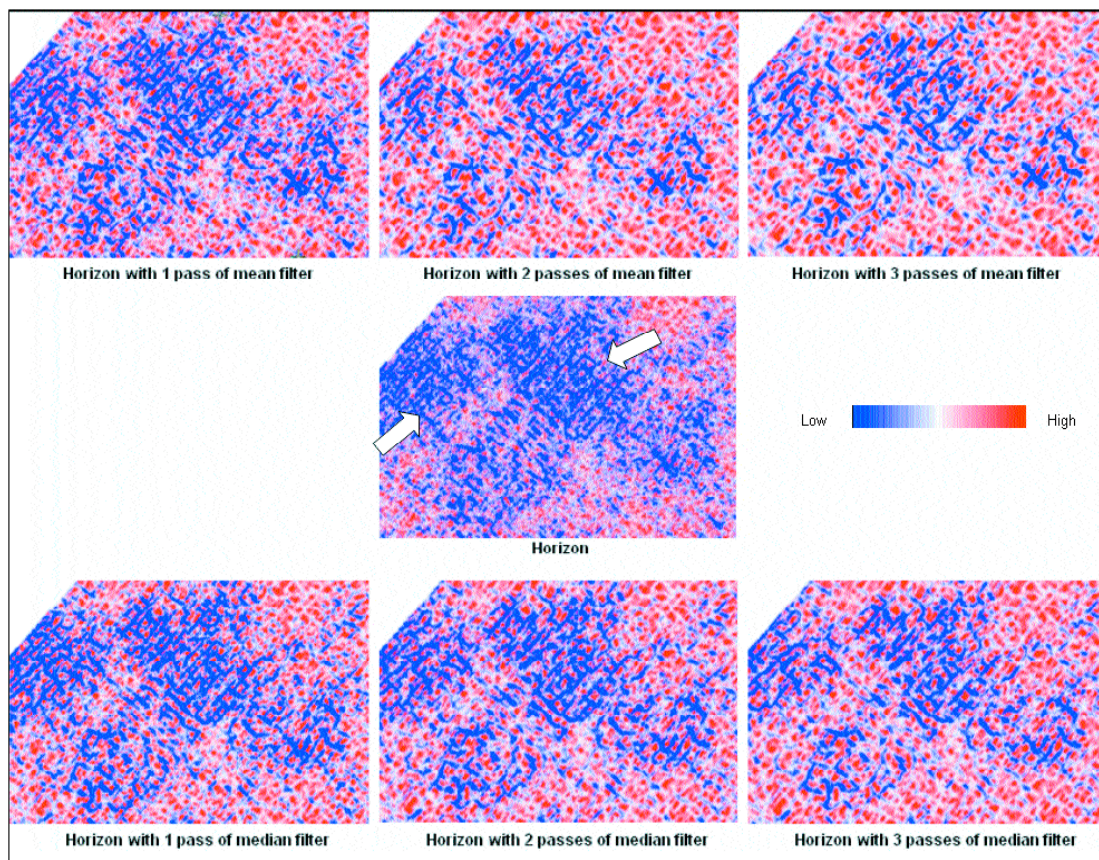 Horizon with 1 pass of mean filter
Horizon with 2 passes of mean filter
Horizon with 3 passes of mean filter
Low
High
Horizon
Horizon with 1 pass of median filter
Horizon with 2 passes of median filter
Horizon with 3 passes of median filter